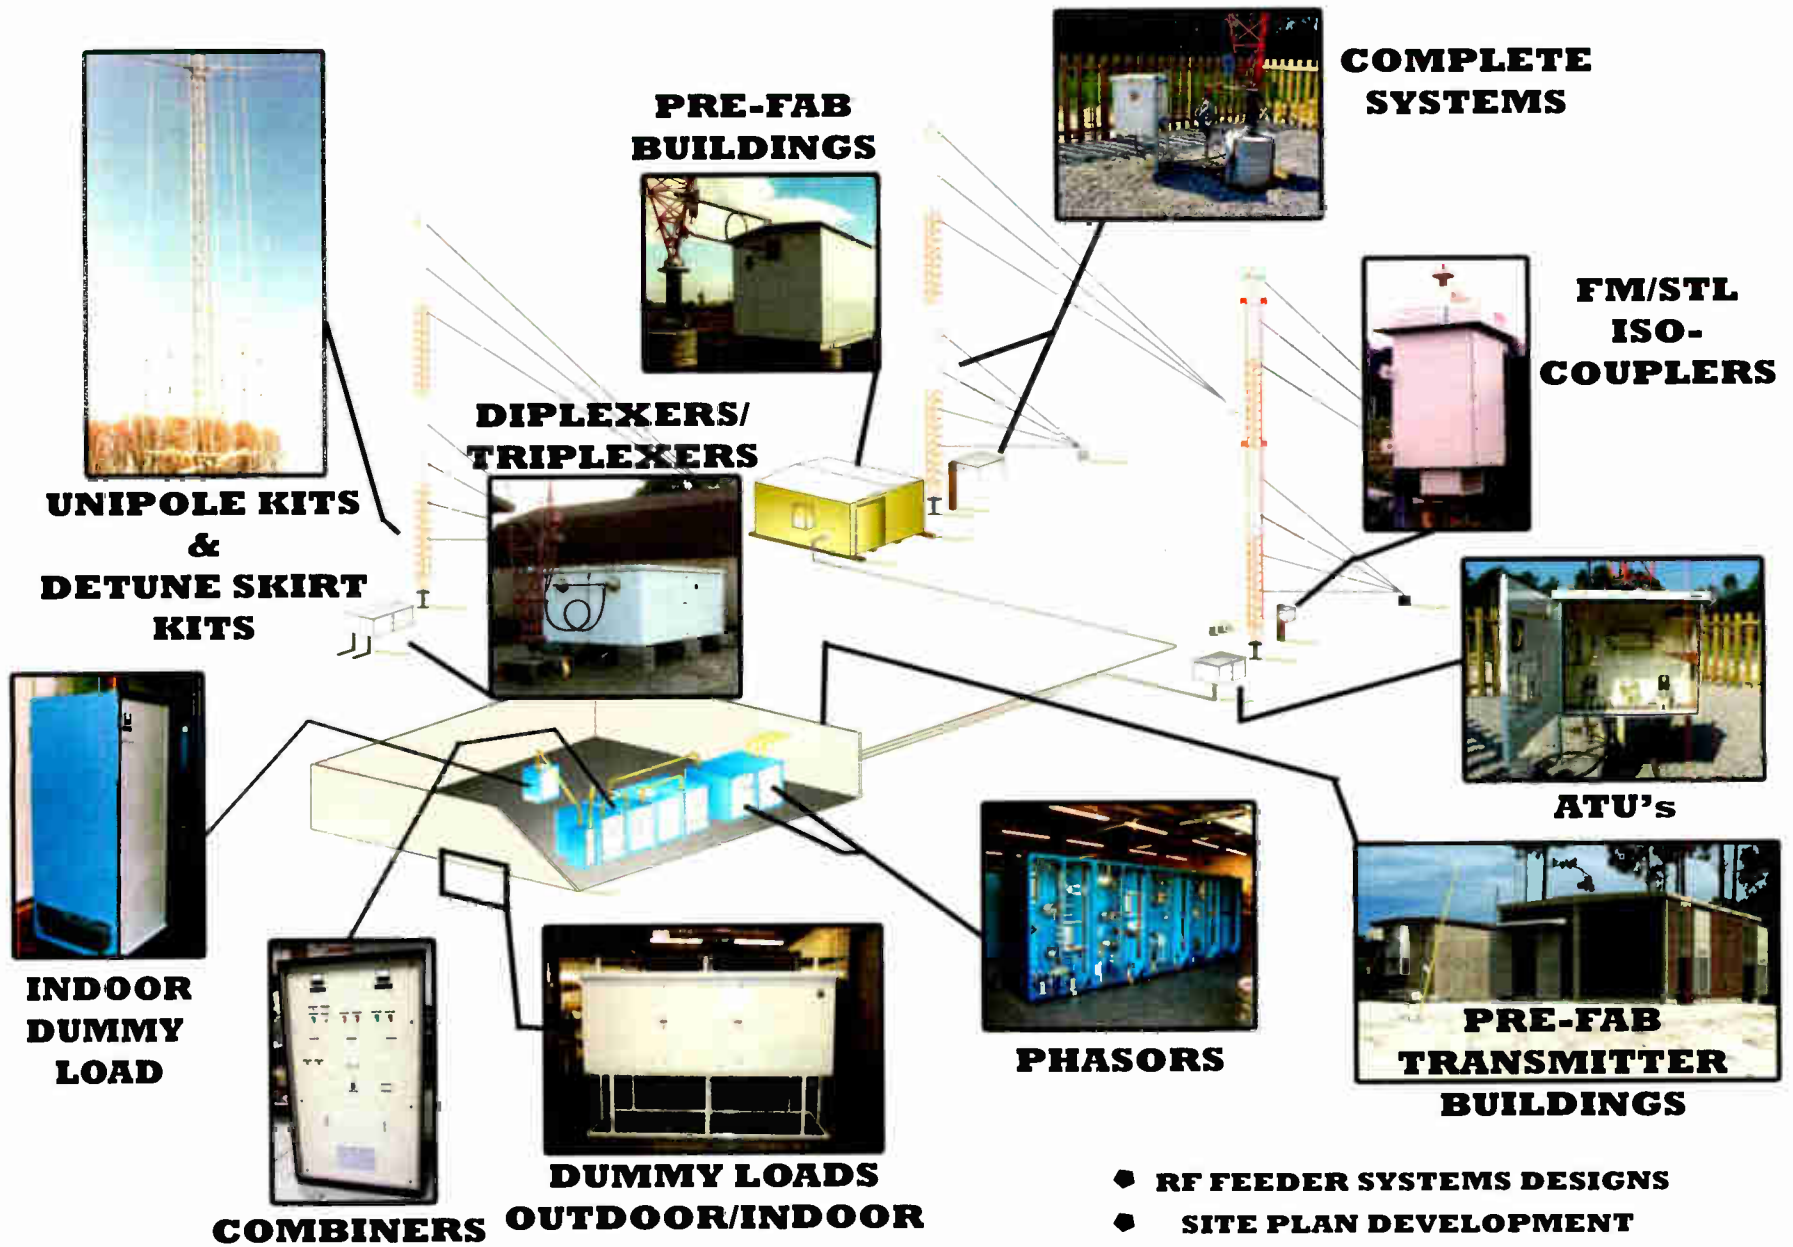 COMPLETE
SYSTEMS
PRE-FAB
BUILDINGS
FM/STL
ISO-
COUPLERS
DIPLEXERS/
TRIPLEXERS
UNIPOLE KITS
&
DETUNE SKIRT
KITS
ATU's
INDOOR
DUMMY
LOAD
PHASORS
PRE-FAB
TRANSMITTER
BUILDINGS
DUMMY LOADS
OUTDOOR/INDOOR
COMBINERS
RF FEEDER SYSTEMS DESIGNS
SITE PLAN DEVELOPMENT